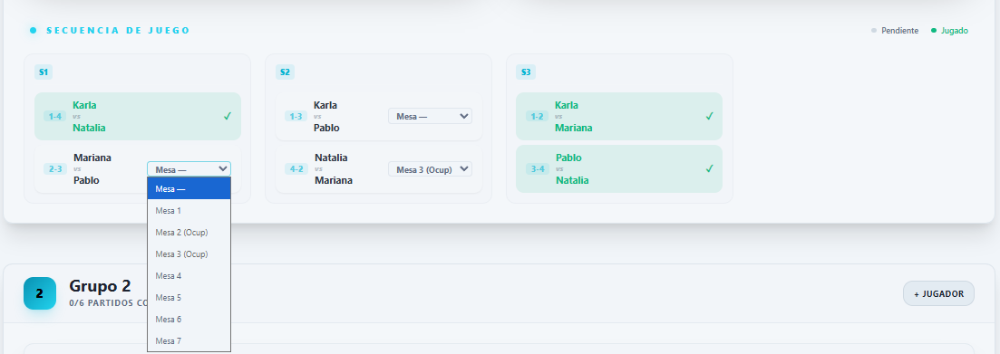 SECUENCIA DE JUEGO
Pendiente
Jugado
S1
1-4
Karla
vs
Natalia
✓
2-3
Mariana
vs
Pablo
Mesa —
Mesa —
Mesa 1
Mesa 2 (Ocup)
Mesa 3 (Ocup)
Mesa 4
Mesa 5
Mesa 6
Mesa 7
S2
1-3
Karla
vs
Pablo
Mesa —
4-2
Natalia
vs
Mariana
Mesa 3 (Ocup)
S3
1-2
Karla
vs
Mariana
✓
3-4
Pablo
vs
Natalia
✓
2
Grupo 2
0/6 PARTIDOS CO
+ JUGADOR